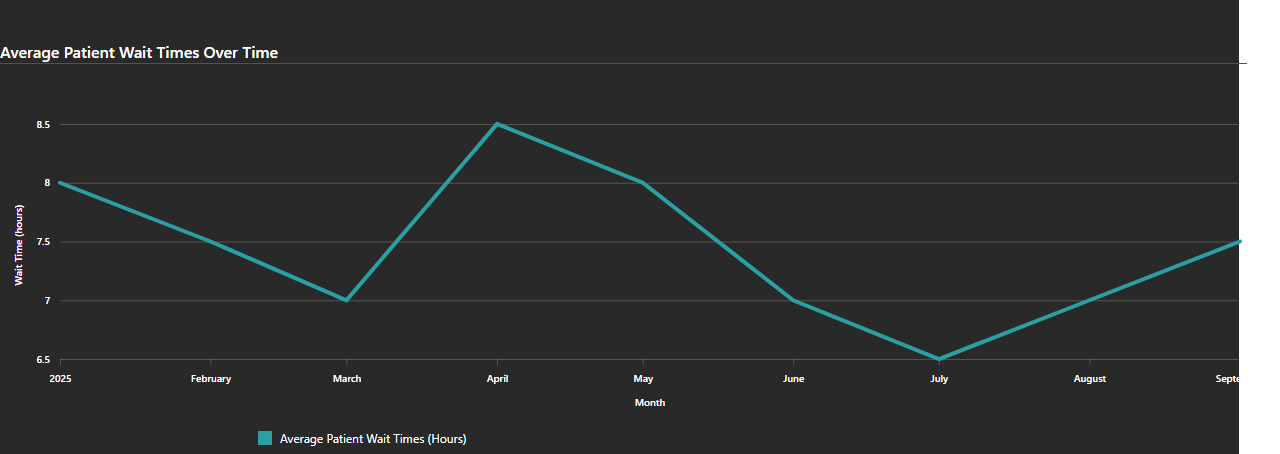 Average Patient Wait Times Over Time
8.5
8
7.5
7
6.5
Wait Time (hours)
2025 February March April May June July August Septe
Month
Average Patient Wait Times (Hours)